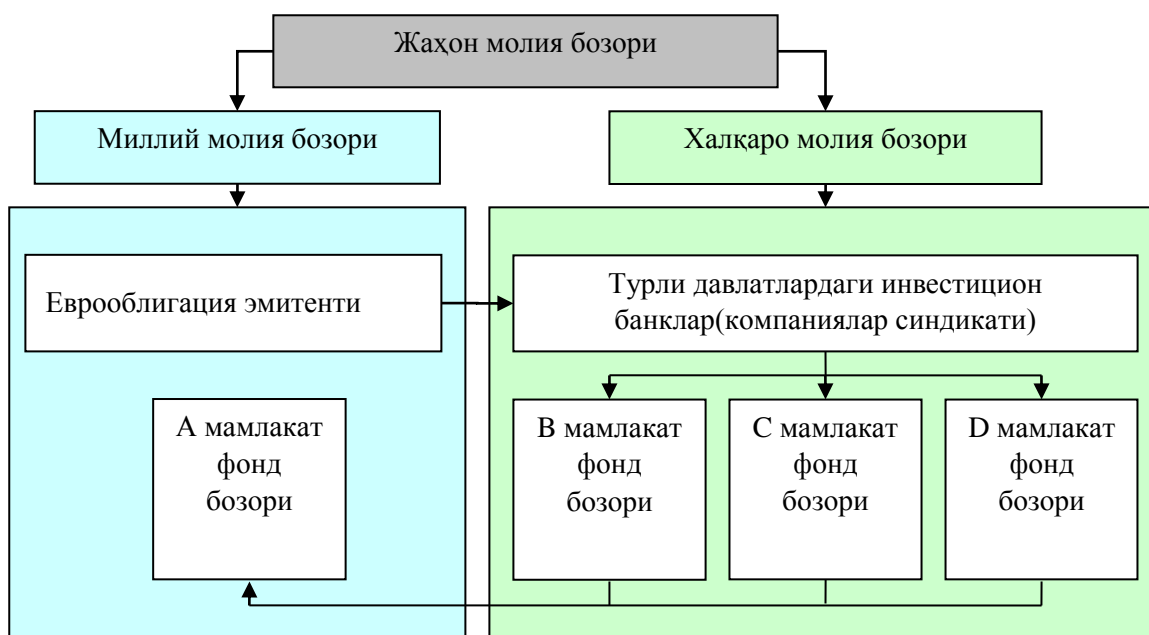 Жаҳон молия бозори
Миллий молия бозори
Халқаро молия бозори
Еврооблигация эмитенти
Турли давлатлардаги инвестицион
банклар(компаниялар синдикати)
А мамлакат
фонд
бозори
В мамлакат
фонд
бозори
С мамлакат
фонд
бозори
D мамлакат
фонд
бозори